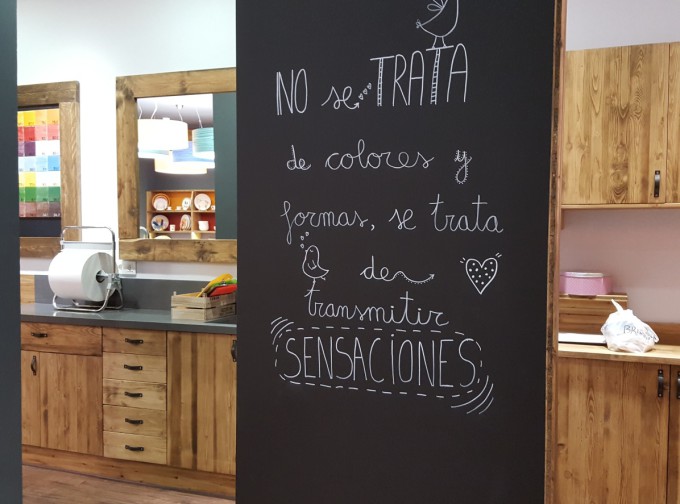 NO se TRATA
de colores y
formas, se trata
de
transmitir
SENSACIONES